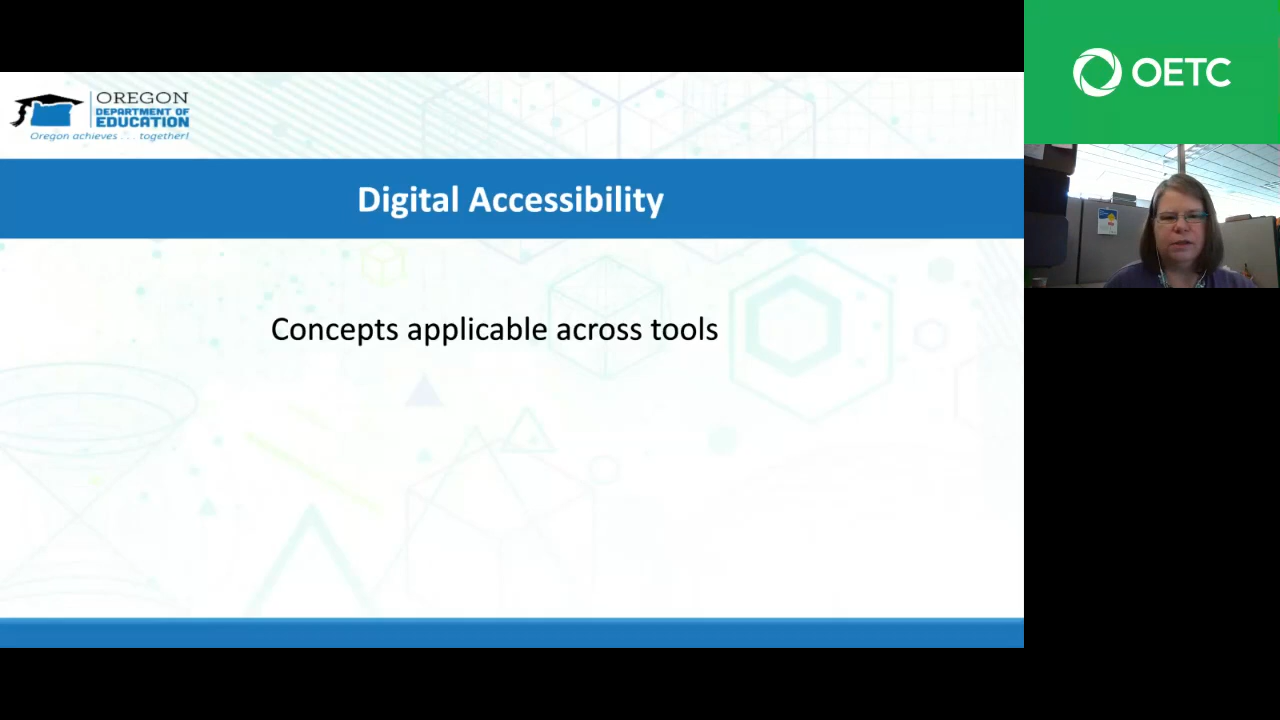 OREGON
DEPARTMENT OF
EDUCATION
Oregon achieves . . . together!
OETC
Digital Accessibility
Concepts applicable across tools